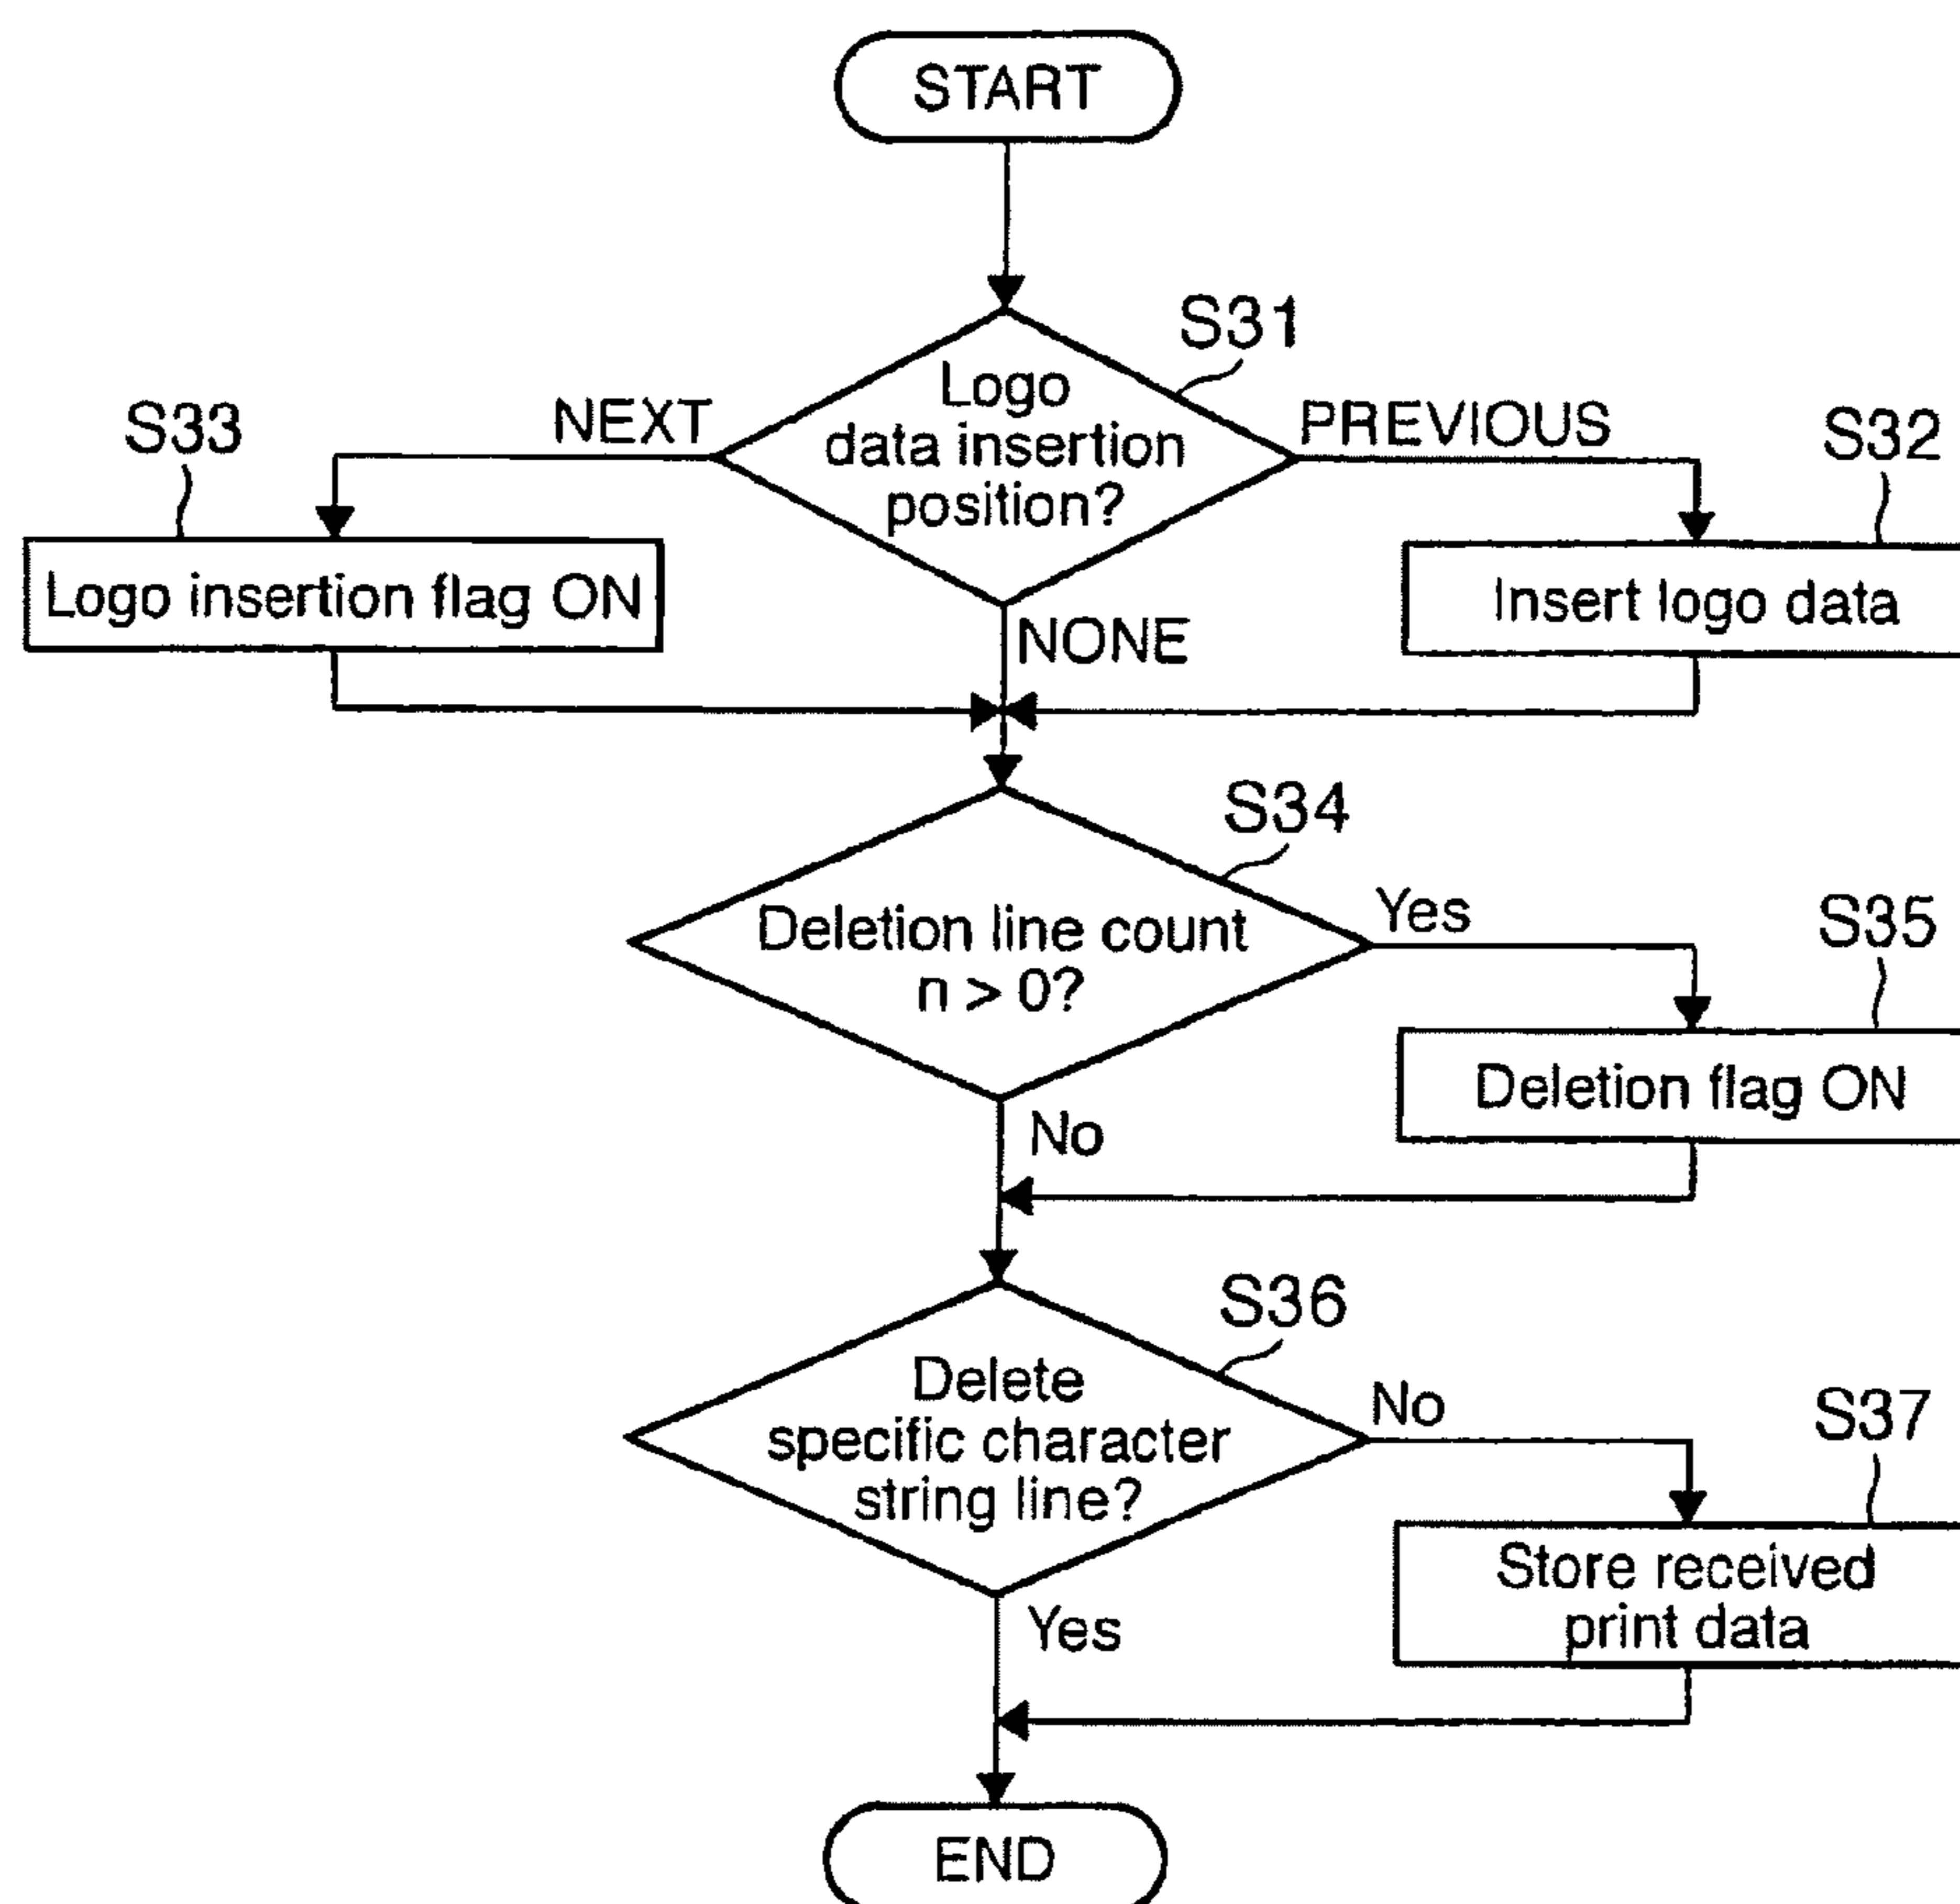 START
S31
Logo
data insertion
position?
NEXT
PREVIOUS
S33
S32
Logo insertion flag ON
Insert logo data
NONE
S34
Deletion line count
n > 0?
Yes
S35
Deletion flag ON
No
S36
Delete
specific character
string line?
No
S37
Store received
print data
Yes
END